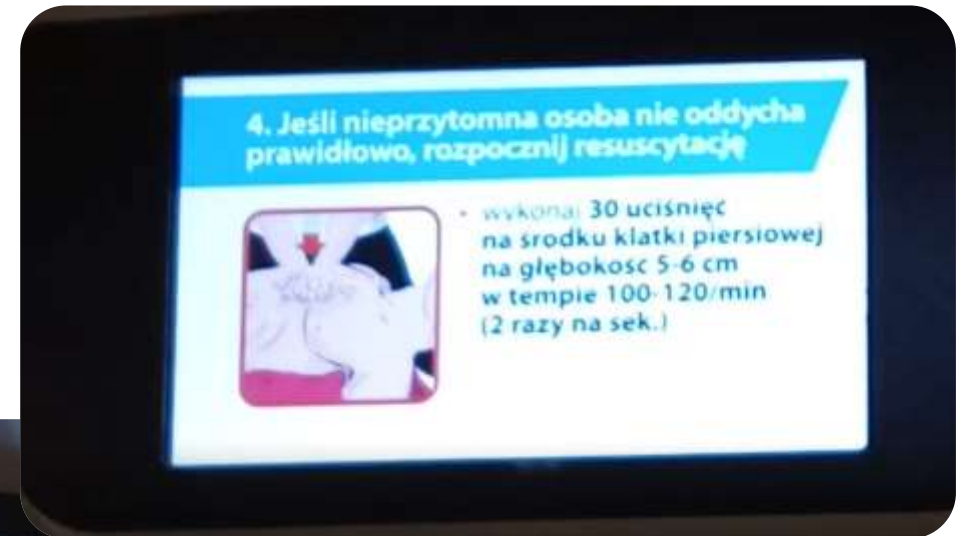 4. Jeśli nieprzytomna osoba nie oddycha
prawidłowo, rozpocznij resuscytację
• wykonaj 30 uciśnięć
na środku klatki piersiowej
na głębokość 5-6 cm
w tempie 100-120/min
(2 razy na sek.)